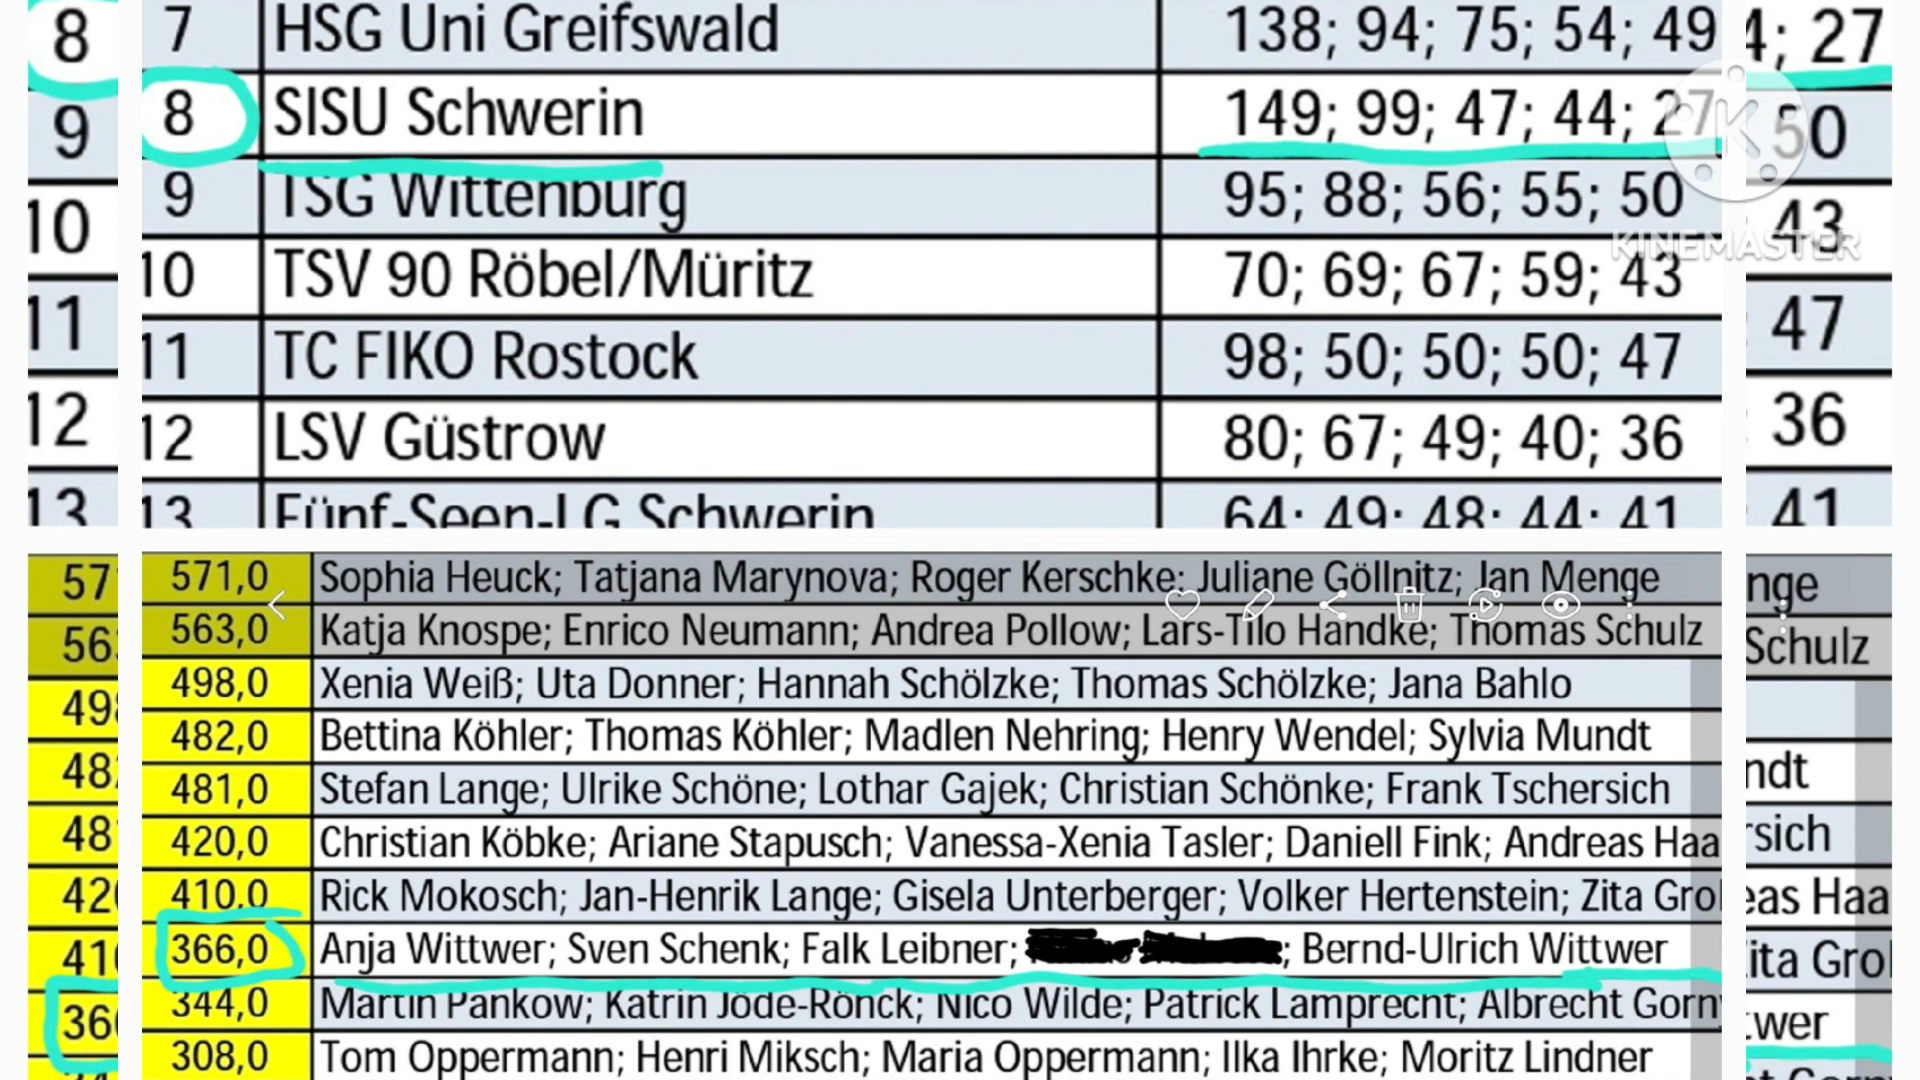 7 HSG Uni Greifswald 138; 94; 75; 54; 49
8 SISU Schwerin 149; 99; 47; 44; 27
9 TSG Wittenburg 95; 88; 56; 55; 50
10 TSV 90 Röbel/Müritz 70; 69; 67; 59; 43
11 TC FIKO Rostock 98; 50; 50; 50; 47
12 LSV Güstrow 80; 67; 49; 40; 36
13 Fünf-Seen-LG Schwerin 64; 49; 48; 44; 41
571,0 Sophia Heuck; Tatjana Marynova; Roger Kerschke; Juliane Göllnitz; Jan Menge
563,0 Katja Knospe; Enrico Neumann; Andrea Pollow; Lars-Tilo Handke; Thomas Schulz
498,0 Xenia Weiß; Uta Donner; Hannah Schölzke; Thomas Schölzke; Jana Bahlo
482,0 Bettina Köhler; Thomas Köhler; Madlen Nehring; Henry Wendel; Sylvia Mundt
481,0 Stefan Lange; Ulrike Schöne; Lothar Gajek; Christian Schönke; Frank Tschersich
420,0 Christian Köbke; Ariane Stapusch; Vanessa-Xenia Tasler; Daniell Fink; Andreas Haa
410,0 Rick Mokosch; Jan-Henrik Lange; Gisela Unterberger; Volker Hertenstein; Zita Gro
366,0 Anja Wittwer; Sven Schenk; Falk Leibner; ; Bernd-Ulrich Wittwer
344,0 Martin Pankow; Katrin Jöde-Rönck; Nico Wilde; Patrick Lamprecht; Albrecht Gorny
308,0 Tom Oppermann; Henri Miksch; Maria Oppermann; Ilka Ihrke; Moritz Lindner
8
9
10
11
12
13
4; 27
50
43
47
36
41
nge
Schulz
ndt
rsich
eas Haa
ita Gro
wer
KINEMASTER